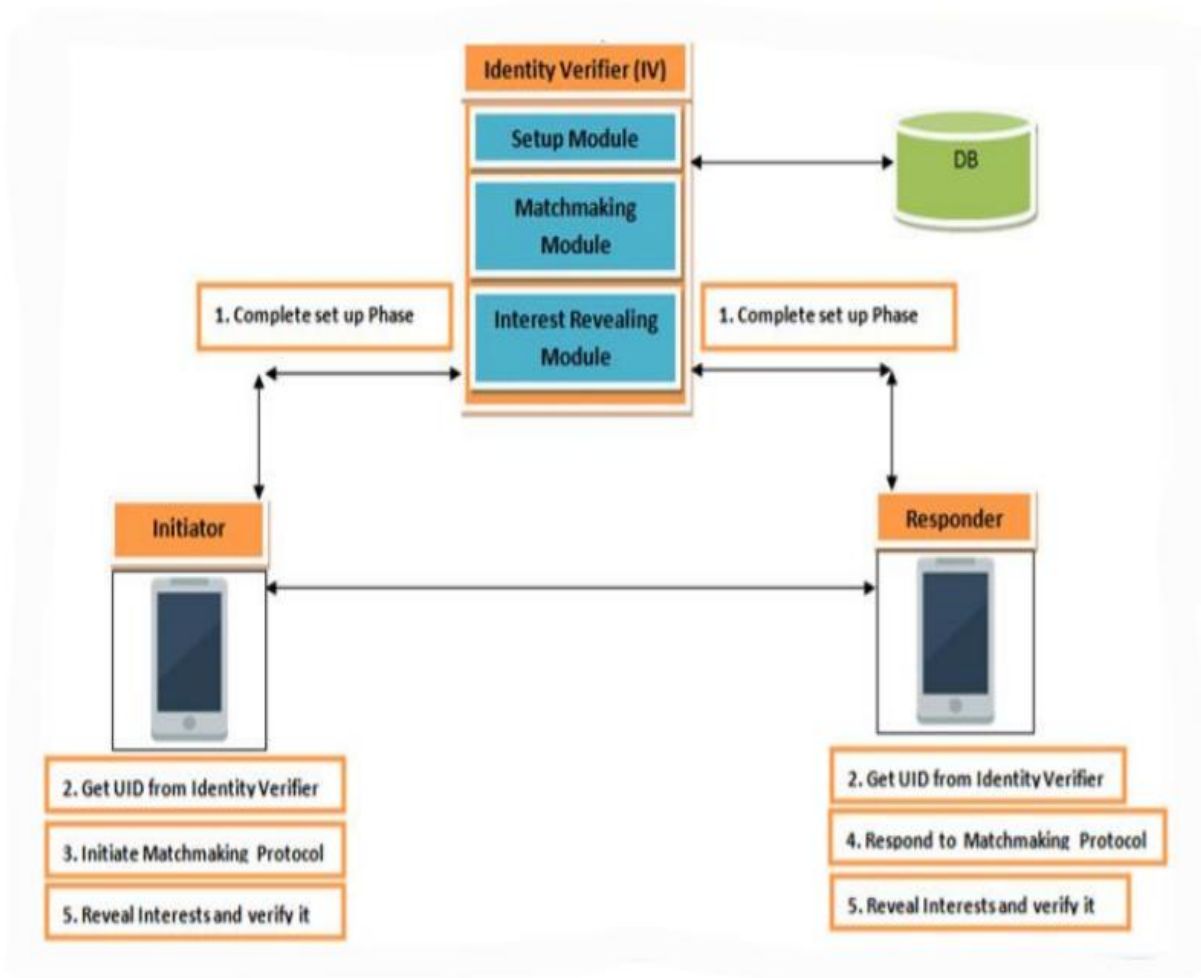 Identity Verifier (IV)
Setup Module
DB
Matchmaking
Module
1. Complete set up Phase
Interest Revealing
Module
1. Complete set up Phase
Initiator
Responder
2. Get UID from Identity Verifier
3. Initiate Matchmaking Protocol
5. Reveal Interests and verify it
2. Get UID from Identity Verifier
4. Respond to Matchmaking Protocol
5. Reveal Interests and verify it